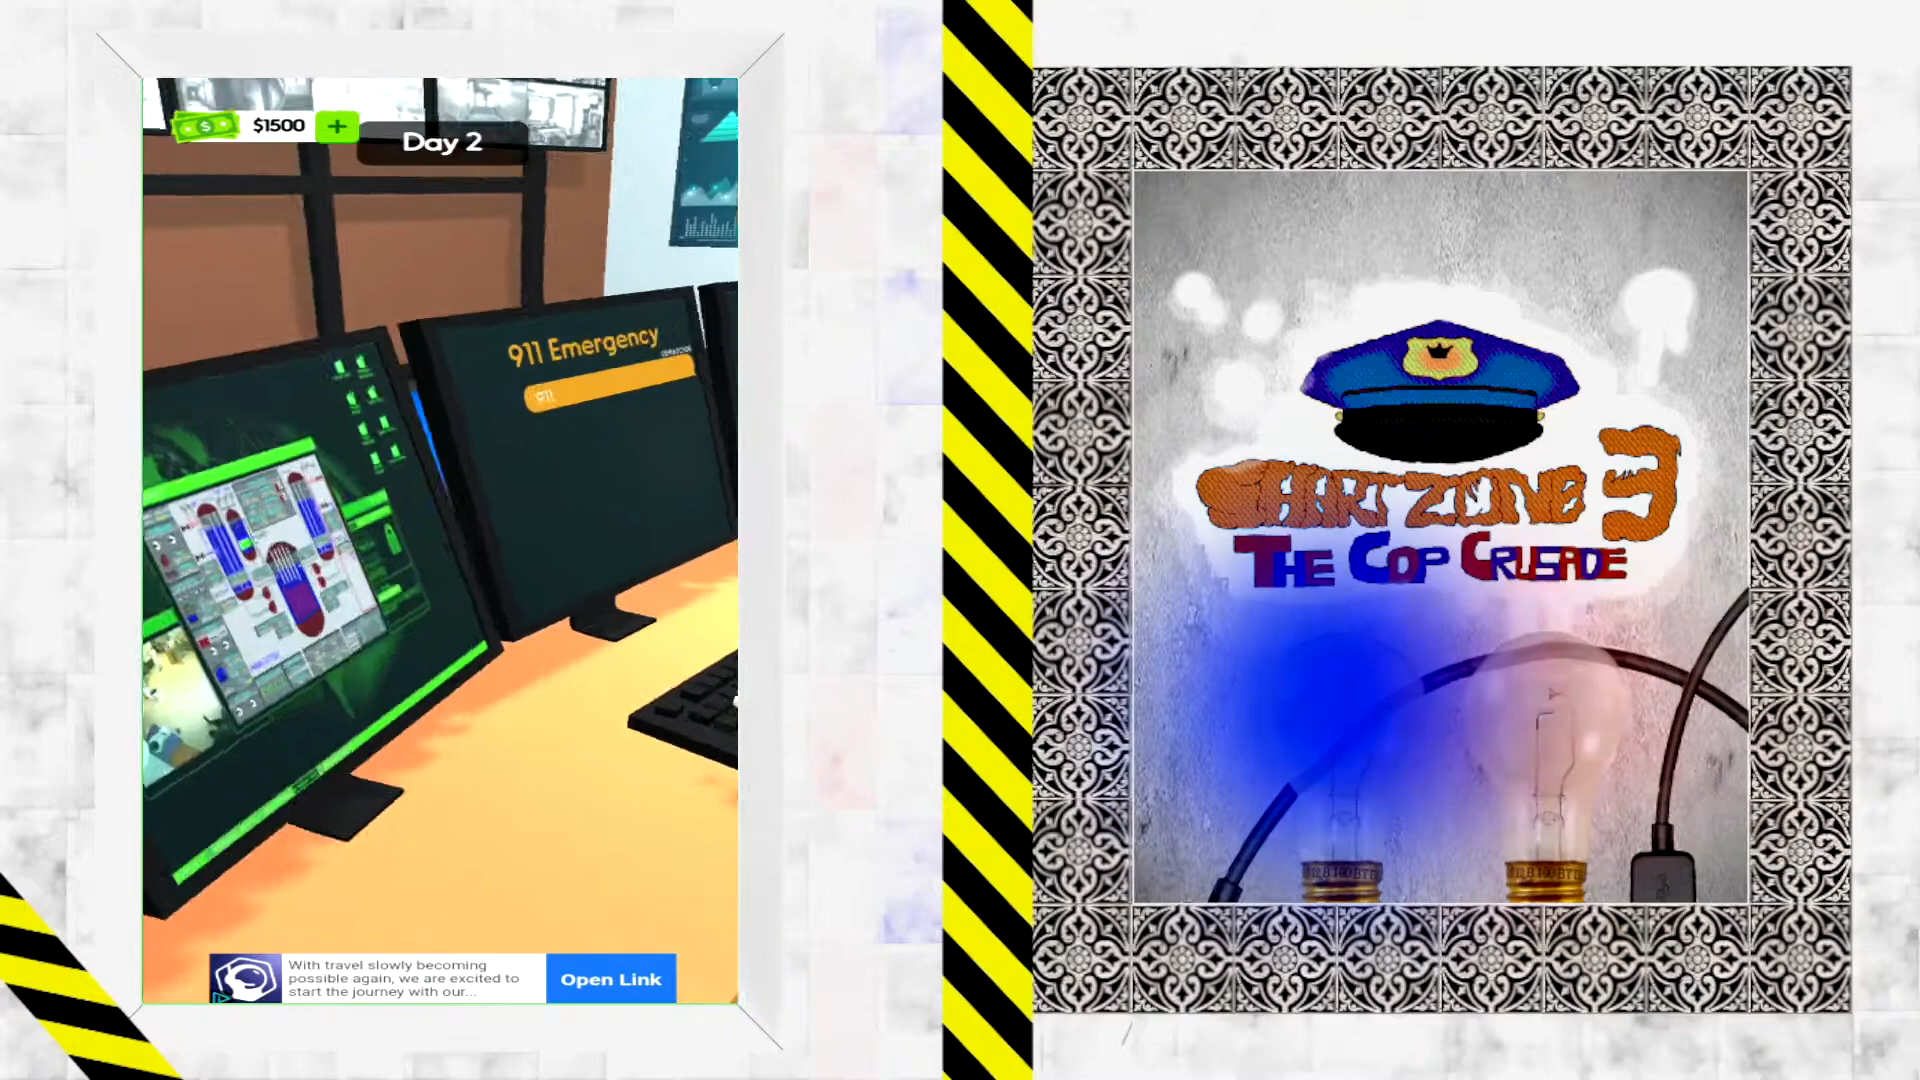 $1500
Day 2
911 Emergency
911
With travel slowly becoming
possible again, we are excited to
start the journey with our...
Open Link
SHARTZONE 3
THE COP CRUSADE